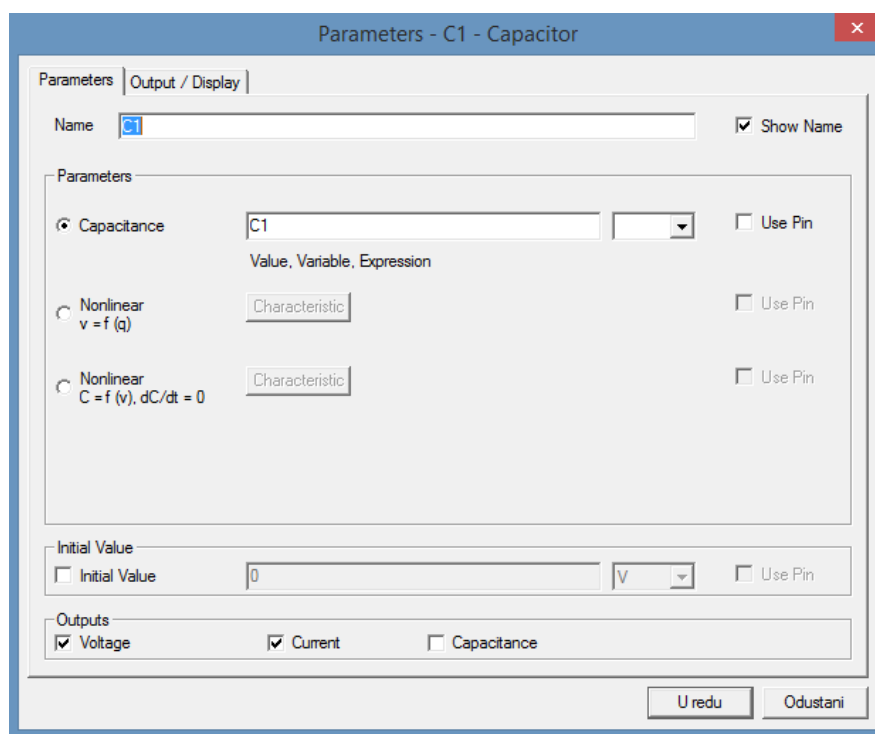 Parameters - C1 - Capacitor
Parameters Output / Display
Name C1 Show Name
Parameters
Capacitance C1 Use Pin
Value, Variable, Expression
Nonlinear
v = f (q) Characteristic Use Pin
Nonlinear
C = f (v), dC/dt = 0 Characteristic Use Pin
Initial Value
Initial Value 0 V Use Pin
Outputs
Voltage Current Capacitance
U redu Odustani